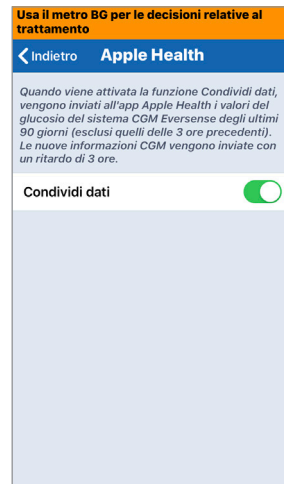 Usa il metro BG per le decisioni relative al
trattamento
Indietro Apple Health
Quando viene attivata la funzione Condividi dati,
vengono inviati all'app Apple Health i valori del
glucosio del sistema CGM Eversense degli ultimi
90 giorni (esclusi quelli delle 3 ore precedenti).
Le nuove informazioni CGM vengono inviate con
un ritardo di 3 ore.
Condividi dati